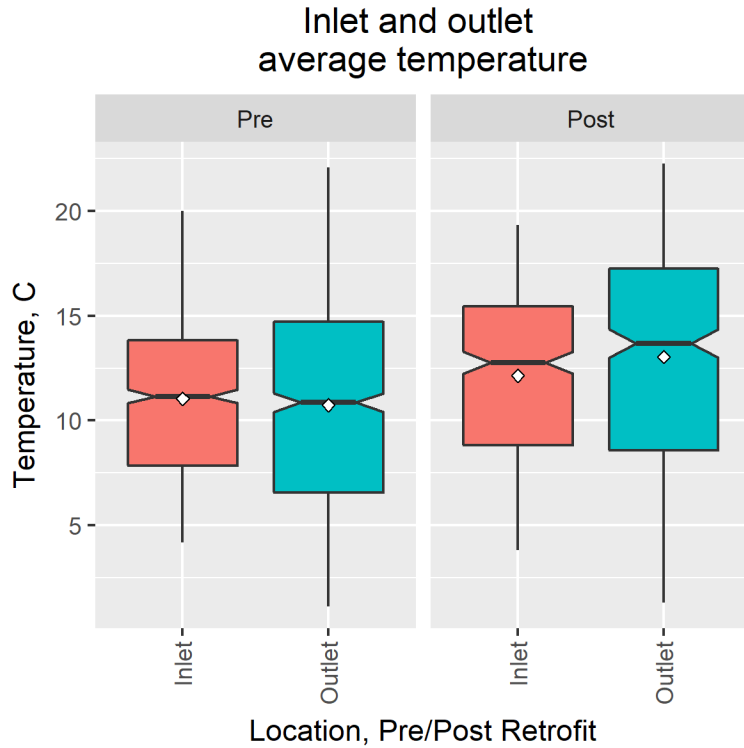 Inlet and outlet
average temperature
Pre
Post
Temperature, C
20
15
10
5
Inlet
Outlet
Inlet
Outlet
Location, Pre/Post Retrofit